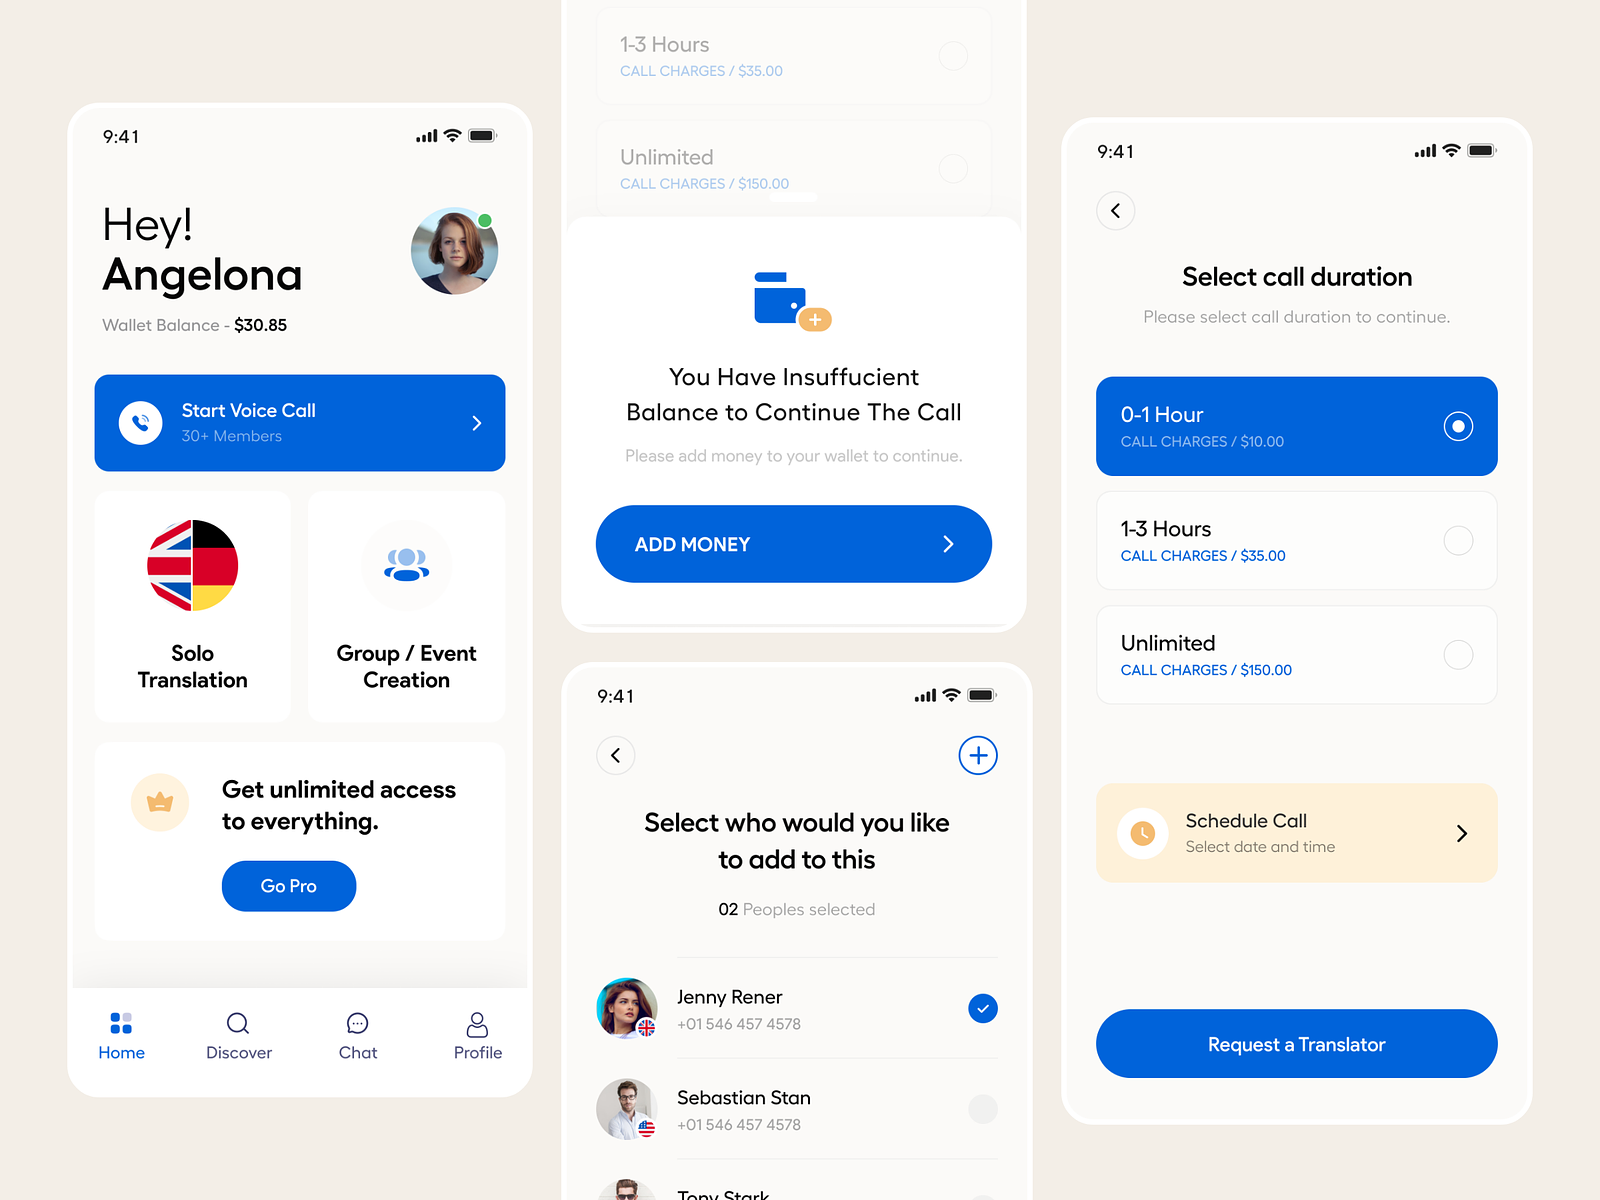 9:41
Hey!
Angelona
Wallet Balance - $30.85
Start Voice Call
30+ Members
Solo
Translation
Group / Event
Creation
Get unlimited access
to everything.
Go Pro
Home
Discover
Chat
Profile
1-3 Hours
CALL CHARGES / $35.00
Unlimited
CALL CHARGES / $150.00
You Have Insuffucient
Balance to Continue The Call
Please add money to your wallet to continue.
ADD MONEY
9:41
Select who would you like
to add to this
02 Peoples selected
Jenny Rener
+01 546 457 4578
Sebastian Stan
+01 546 457 4578
Tony Stark
9:41
Select call duration
Please select call duration to continue.
0-1 Hour
CALL CHARGES / $10.00
1-3 Hours
CALL CHARGES / $35.00
Unlimited
CALL CHARGES / $150.00
Schedule Call
Select date and time
Request a Translator